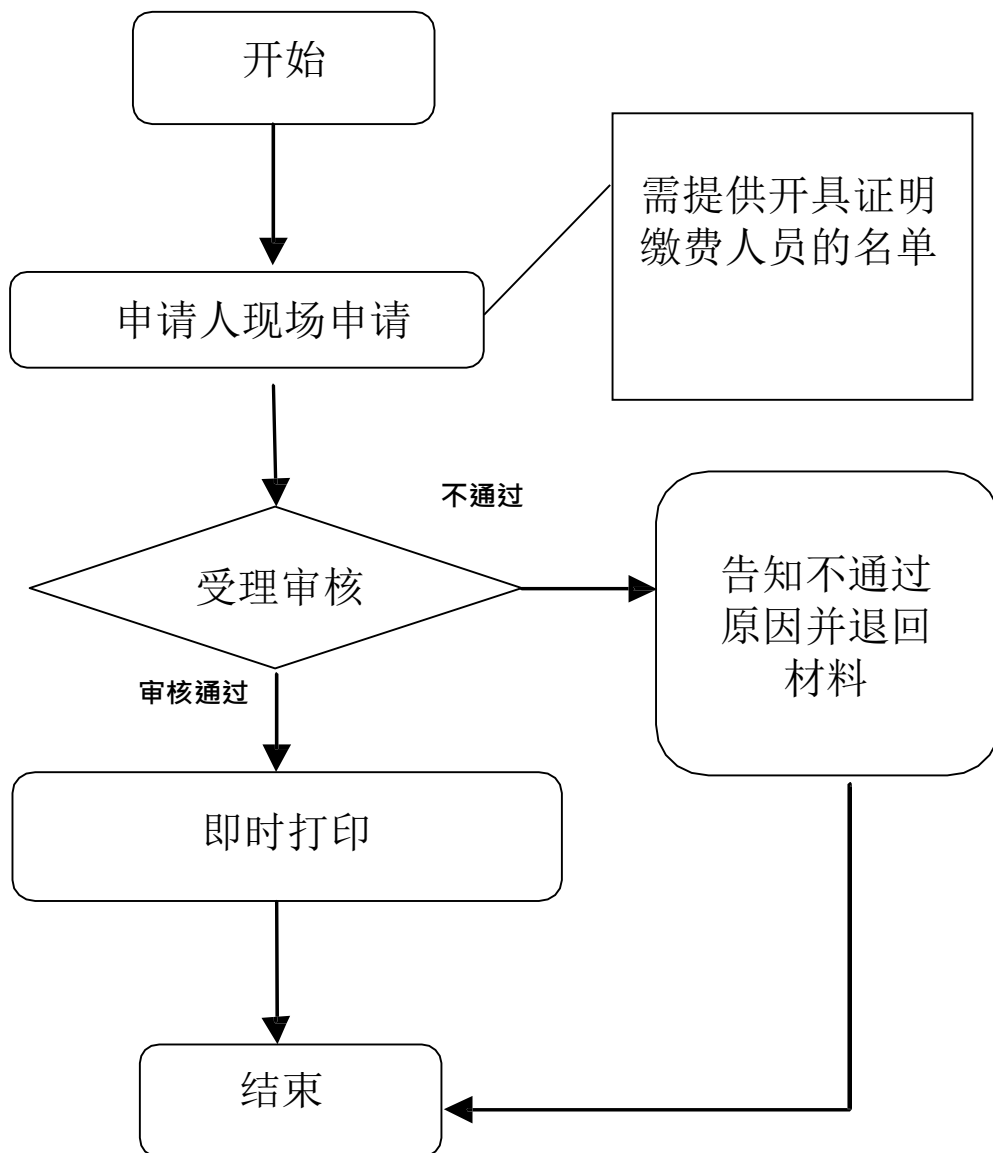 开始
需提供开具证明
缴费人员的名单
申请人现场申请
不通过
受理审核
告知不通过
原因并退回
材料
审核通过
即时打印
结束